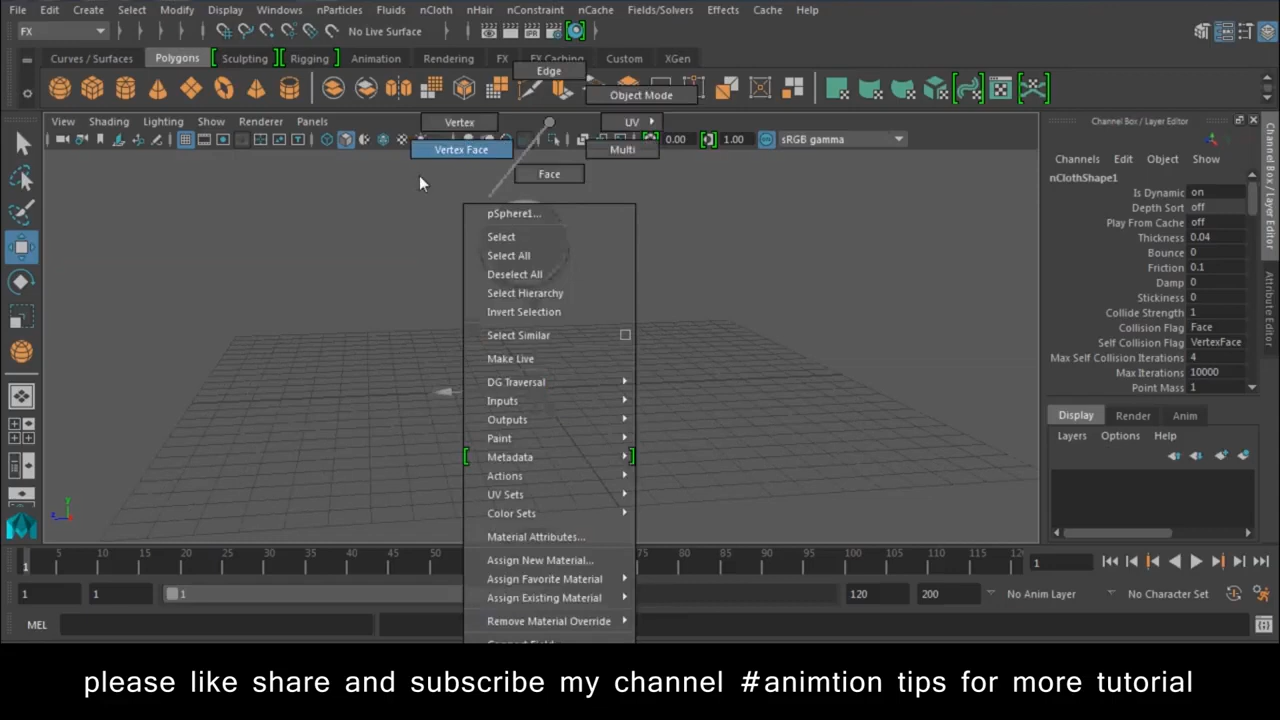 File Edit Create Select Modify Display Windows nParticles Fluids nCloth nHair nConstraint nCache Fields/Solvers Effects Cache Help
FX No Live Surface
Curves / Surfaces Polygons Sculpting Rigging Animation Rendering FX FX Caching Custom XGen
Edge
Object Mode
View Shading Lighting Show Renderer Panels
Vertex
UV
0.00 1.00 sRGB gamma
Vertex Face
Multi
Face
Channel Box / Layer Editor
Channels Edit Object Show
nClothShape1
Is Dynamic on
Depth Sort off
Play From Cache off
Thickness 0.04
Bounce 0
Friction 0.1
Damp 0
Stickiness 0
Collide Strength 1
Collision Flag Face
Self Collision Flag VertexFace
Max Self Collision Iterations 4
Max Iterations 10000
Point Mass 1
Display Render Anim
Layers Options Help
Channel Box / Layer Editor
Attribute Editor
pSphere1...
Select
Select All
Deselect All
Select Hierarchy
Invert Selection
Select Similar
Make Live
DG Traversal
Inputs
Outputs
Paint
Metadata
Actions
UV Sets
Color Sets
Material Attributes...
Assign New Material...
Assign Favorite Material
Assign Existing Material
Remove Material Override
y
z
5 10 15 20 25 30 35 40 45 50 75 80 85 90 95 100 105 110 115
1 1
1 1 1 120 200 No Anim Layer No Character Set
MEL
please like share and subscribe my channel #animtion tips for more tutorial